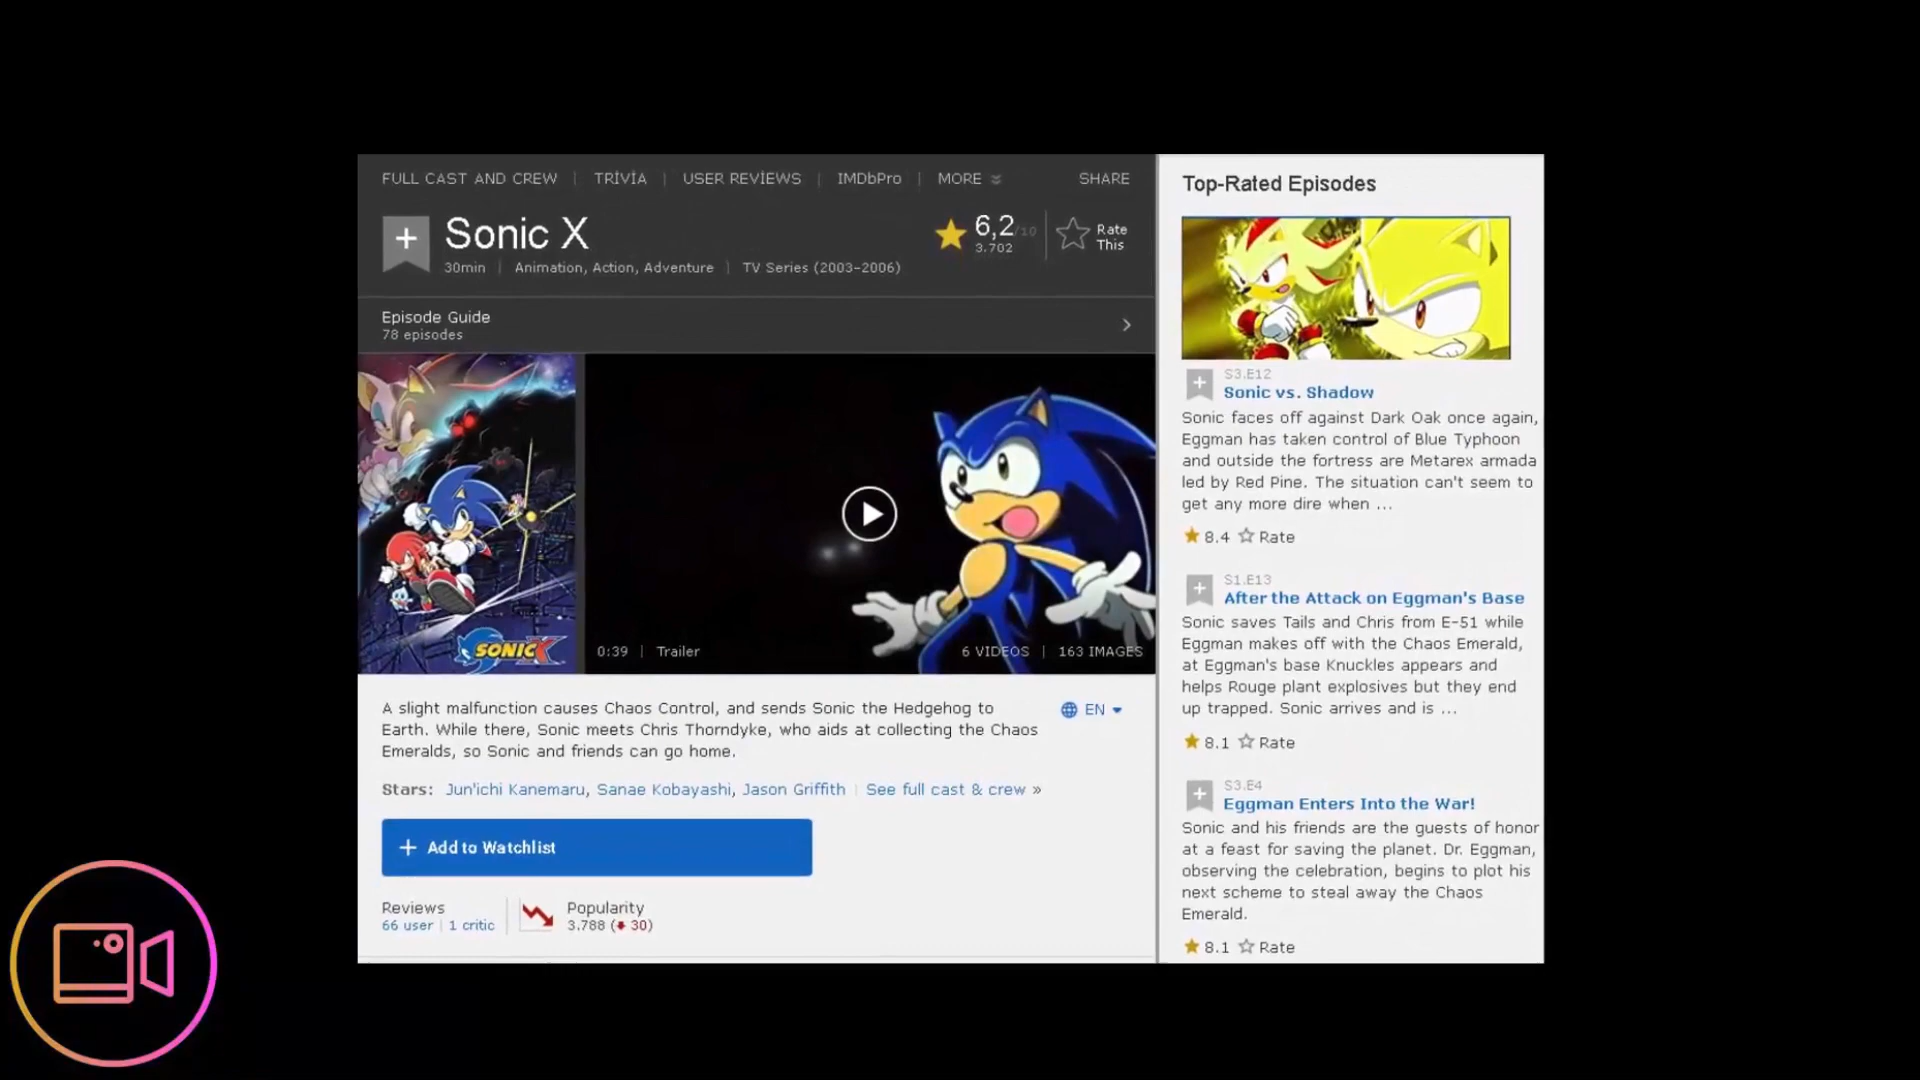 FULL CAST AND CREW | TRİVİA | USER REVİEWS | IMDbPro | MORE SHARE
Sonic X
6,2/10
3.702
Rate
This
30min | Animation, Action, Adventure | TV Series (2003-2006)
Episode Guide
78 episodes
SONIC X
0:39 | Trailer
6 VIDEOS | 163 IMAGES
A slight malfunction causes Chaos Control, and sends Sonic the Hedgehog to
Earth. While there, Sonic meets Chris Thorndyke, who aids at collecting the Chaos
Emeralds, so Sonic and friends can go home.
EN
Stars: Jun'ichi Kanemaru, Sanae Kobayashi, Jason Griffith | See full cast & crew »
+ Add to Watchlist
Reviews
66 user | 1 critic
Popularity
3.788 (30)
Top-Rated Episodes
S3.E12
Sonic vs. Shadow
Sonic faces off against Dark Oak once again,
Eggman has taken control of Blue Typhoon
and outside the fortress are Metarex armada
led by Red Pine. The situation can't seem to
get any more dire when ...
8.4 Rate
S1.E13
After the Attack on Eggman's Base
Sonic saves Tails and Chris from E-51 while
Eggman makes off with the Chaos Emerald,
at Eggman's base Knuckles appears and
helps Rouge plant explosives but they end
up trapped. Sonic arrives and is ...
8.1 Rate
S3.E4
Eggman Enters Into the War!
Sonic and his friends are the guests of honor
at a feast for saving the planet. Dr. Eggman,
observing the celebration, begins to plot his
next scheme to steal away the Chaos
Emerald.
8.1 Rate